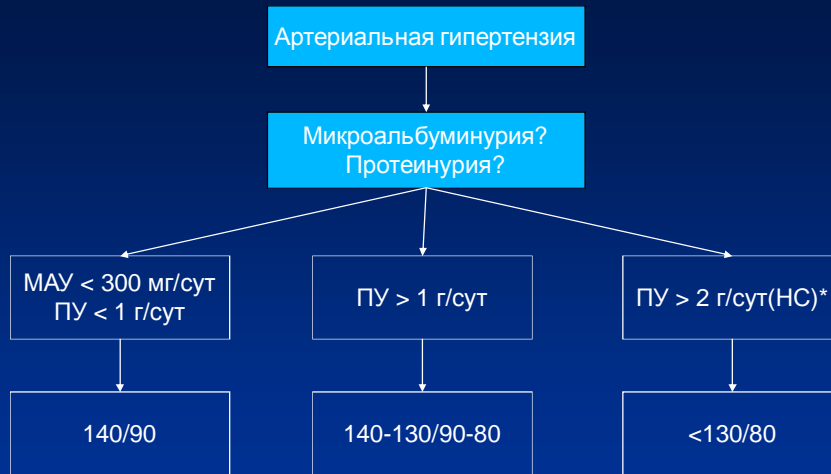 Артериальная гипертензия
Микроальбуминурия?
Протеинурия?
МАУ < 300 мг/сут
ПУ < 1 г/сут
ПУ > 1 г/сут
ПУ > 2 г/сут(НС)*
140/90
140-130/90-80
<130/80